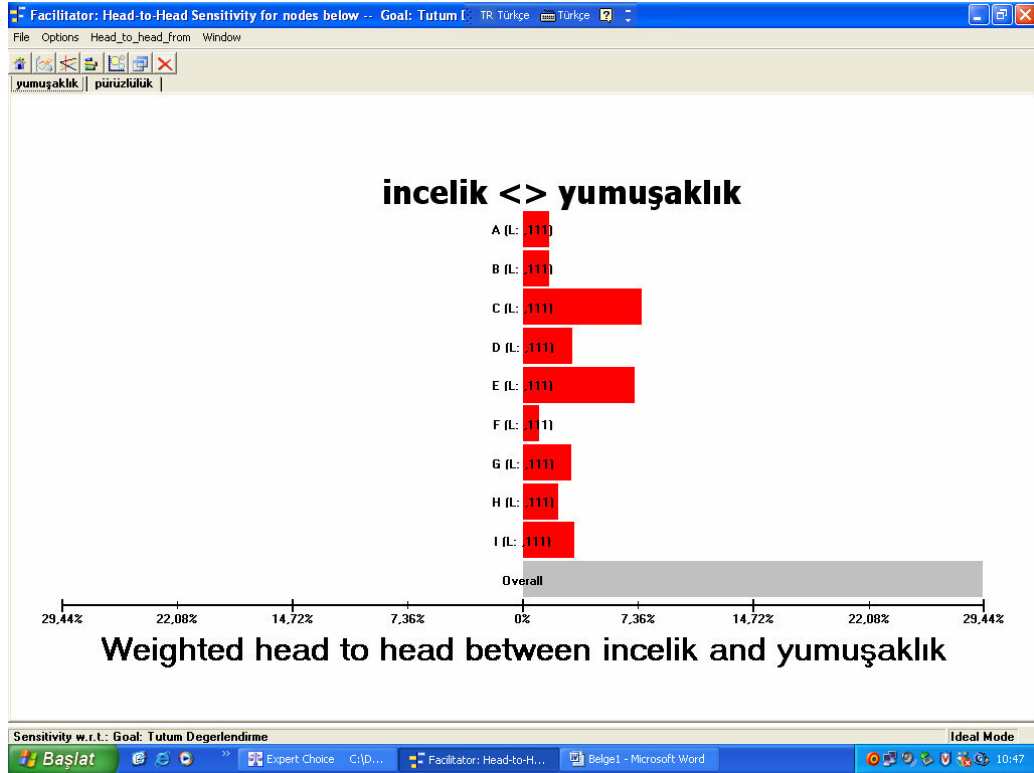 Facilitator: Head-to-Head Sensitivity for nodes below -- Goal: Tutum D
TR Türkçe Türkçe
File Options Head_to_head_from Window
yumuşaklık pürüzlülük
incelik <> yumuşaklık
A (L: ,111)
B (L: ,111)
C (L: ,111)
D (L: ,111)
E (L: ,111)
F (L: ,111)
G (L: ,111)
H (L: ,111)
I (L: ,111)
Overall
29,44% 22,08% 14,72% 7,36% 0% 7,36% 14,72% 22,08% 29,44%
Weighted head to head between incelik and yumuşaklık
Sensitivity w.r.t.: Goal: Tutum Degerlendirme Ideal Mode
Başlat » Expert Choice C:\D... Facilitator: Head-to-H... Belge1 - Microsoft Word 10:47